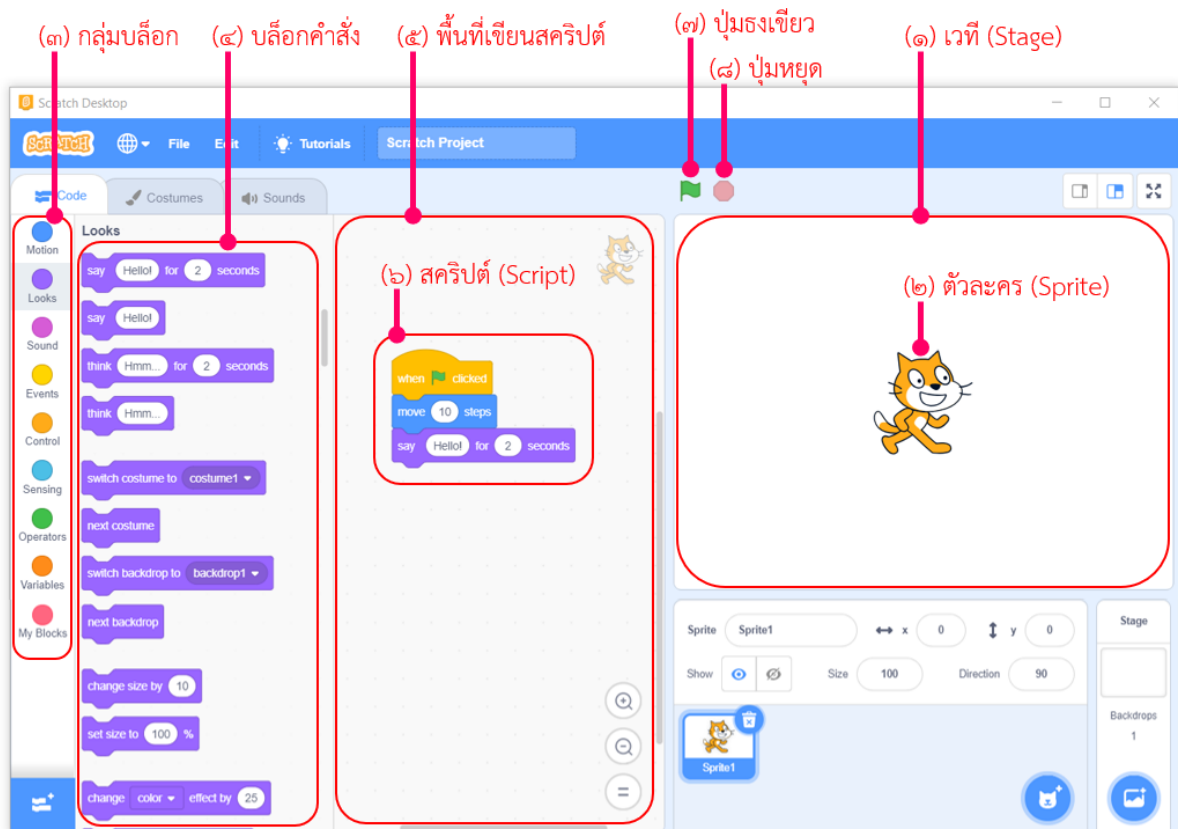 (๓) กลุ่มบล็อก
(๔) บล็อกคำสั่ง
(๕) พื้นที่เขียนสคริปต์
(๗) ปุ่มธงเขียว
(๘) ปุ่มหยุด
(๑) เวที (Stage)
Scratch Desktop
SCRATCH
File
Edit
Tutorials
Scratch Project
Code
Costumes
Sounds
Motion
Looks
Sound
Events
Control
Sensing
Operators
Variables
My Blocks
Looks
say Hello! for 2 seconds
say Hello!
think Hmm... for 2 seconds
think Hmm...
switch costume to costume1
next costume
switch backdrop to backdrop1
next backdrop
change size by 10
set size to 100 %
change color effect by 25
(๖) สคริปต์ (Script)
when clicked
move 10 steps
say Hello! for 2 seconds
(๒) ตัวละคร (Sprite)
Sprite Sprite1 x 0 y 0
Show Size 100 Direction 90
Sprite1
Stage
Backdrops
1